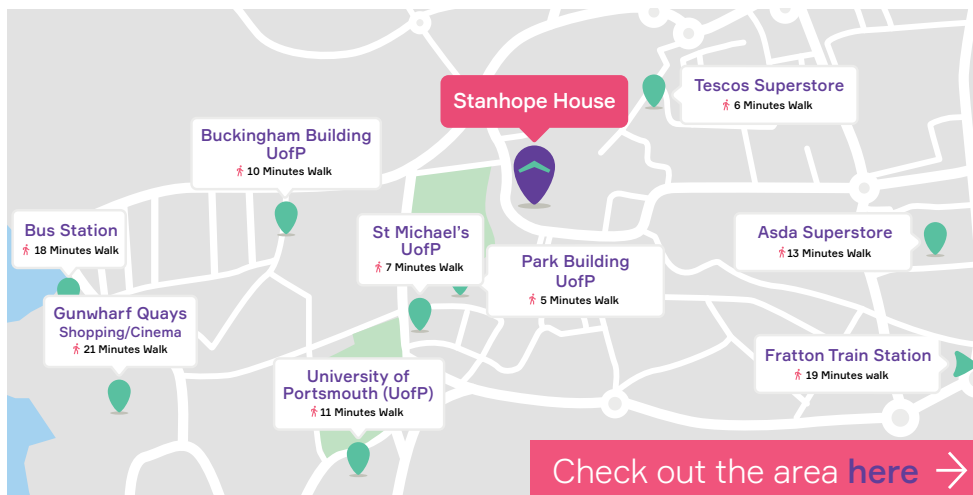 Tescos Superstore
6 Minutes Walk
Stanhope House
Buckingham Building
UofP
10 Minutes Walk
Bus Station
18 Minutes Walk
St Michael's
UofP
7 Minutes Walk
Asda Superstore
13 Minutes Walk
Park Building
UofP
5 Minutes Walk
Gunwharf Quays
Shopping/Cinema
21 Minutes Walk
Fratton Train Station
19 Minutes walk
University of
Portsmouth (UofP)
11 Minutes Walk
Check out the area here